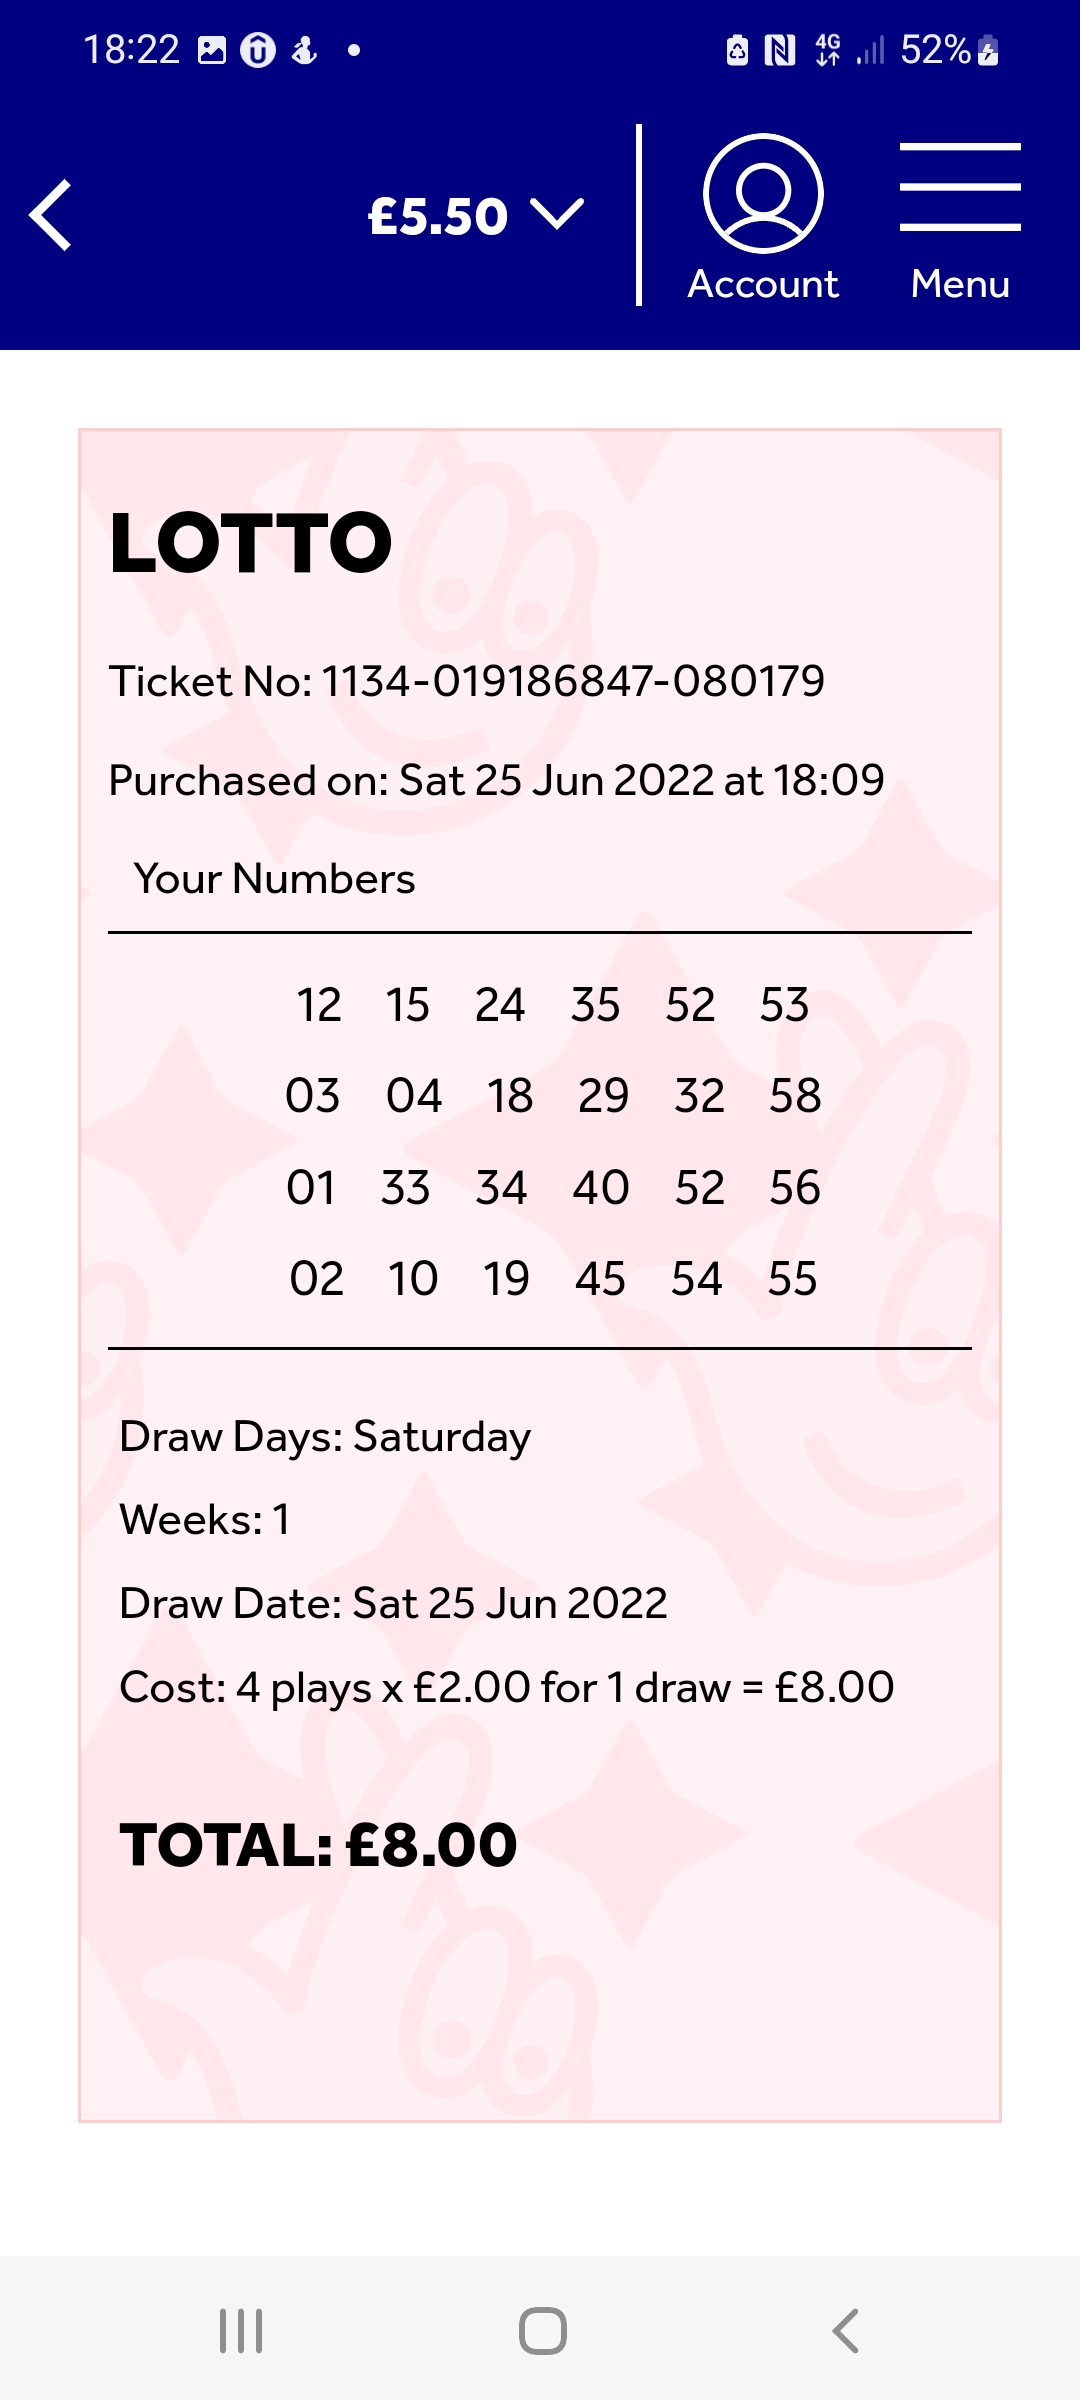 18:22 4G 52%
£5.50
Account Menu
LOTTO
Ticket No: 1134-019186847-080179
Purchased on: Sat 25 Jun 2022 at 18:09
Your Numbers
12 15 24 35 52 53
03 04 18 29 32 58
01 33 34 40 52 56
02 10 19 45 54 55
Draw Days: Saturday
Weeks: 1
Draw Date: Sat 25 Jun 2022
Cost: 4 plays x £2.00 for 1 draw = £8.00
TOTAL: £8.00